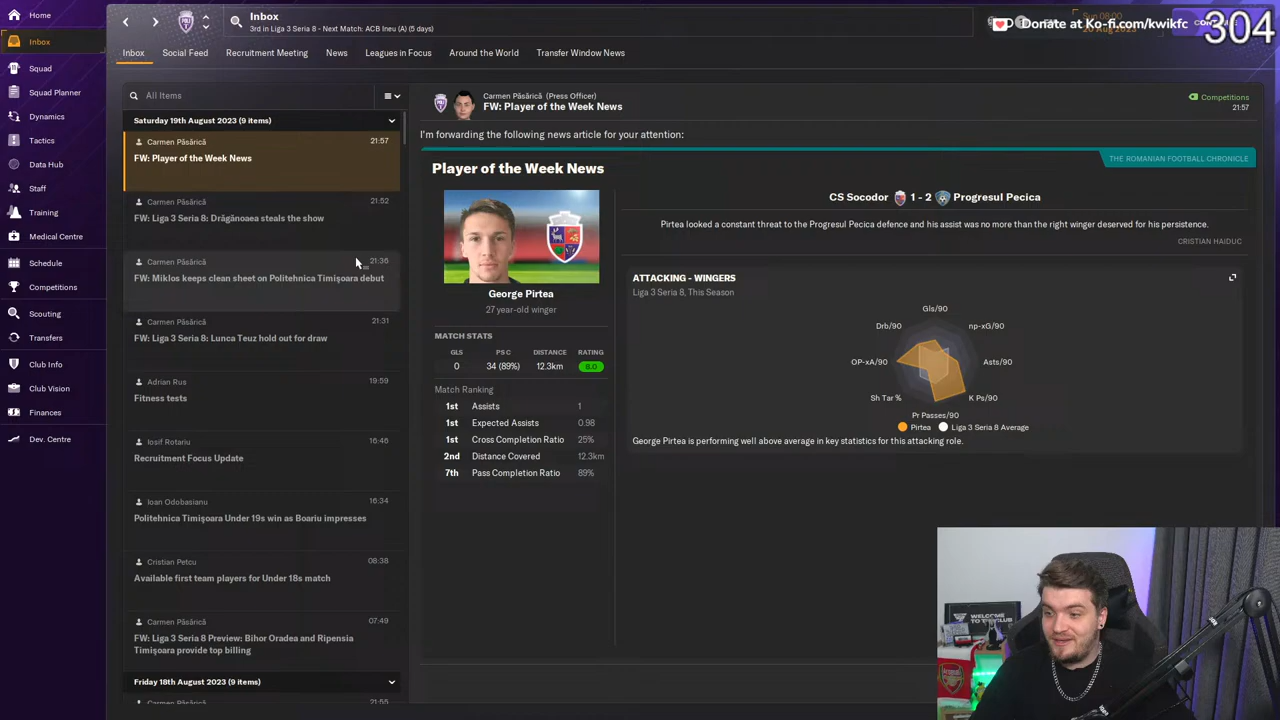 Home
Inbox
Squad
Squad Planner
Dynamics
Tactics
Data Hub
Staff
Training
Medical Centre
Schedule
Competitions
Scouting
Transfers
Club Info
Club Vision
Finances
Dev. Centre
Inbox
3rd in Liga 3 Seria 8 - Next Match: ACB Ineu (A) (5 days)
Sun 08:00
20 Aug 2023
Donate at Ko-fi.com/kwikfc
304
Inbox Social Feed Recruitment Meeting News Leagues in Focus Around the World Transfer Window News
All Items
Saturday 19th August 2023 (9 items)
Carmen Păsărică 21:57
FW: Player of the Week News
Carmen Păsărică 21:52
FW: Liga 3 Seria 8: Drăgănoaea steals the show
Carmen Păsărică 21:36
FW: Miklos keeps clean sheet on Politehnica Timişoara debut
Carmen Păsărică 21:31
FW: Liga 3 Seria 8: Lunca Teuz hold out for draw
Adrian Rus 19:59
Fitness tests
Iosif Rotariu 16:46
Recruitment Focus Update
Ioan Odobasianu 16:34
Politehnica Timişoara Under 19s win as Boariu impresses
Cristian Petcu 08:38
Available first team players for Under 18s match
Carmen Păsărică 07:49
FW: Liga 3 Seria 8 Preview: Bihor Oradea and Ripensia
Timişoara provide top billing
Friday 18th August 2023 (9 items)
Carmen Păsărică 21:55
Carmen Păsărică (Press Officer)
FW: Player of the Week News
Competitions
21:57
I'm forwarding the following news article for your attention:
THE ROMANIAN FOOTBALL CHRONICLE
Player of the Week News
George Pirtea
27 year-old winger
MATCH STATS
GLS PS C DISTANCE RATING
0 34 (89%) 12.3km 8.0
Match Ranking
1st Assists 1
1st Expected Assists 0.98
1st Cross Completion Ratio 25%
2nd Distance Covered 12.3km
7th Pass Completion Ratio 89%
CS Socodor 1 - 2 Progresul Pecica
Pirtea looked a constant threat to the Progresul Pecica defence and his assist was no more than the right winger deserved for his persistence.
CRISTIAN HAIDUC
ATTACKING - WINGERS
Liga 3 Seria 8, This Season
Gls/90
np-xG/90
Asts/90
K Ps/90
Pr Passes/90
Sh Tar %
OP-xA/90
Drb/90
Pirtea Liga 3 Seria 8 Average
George Pirtea is performing well above average in key statistics for this attacking role.
WELCOME
TO THE CLUB
Arsenal